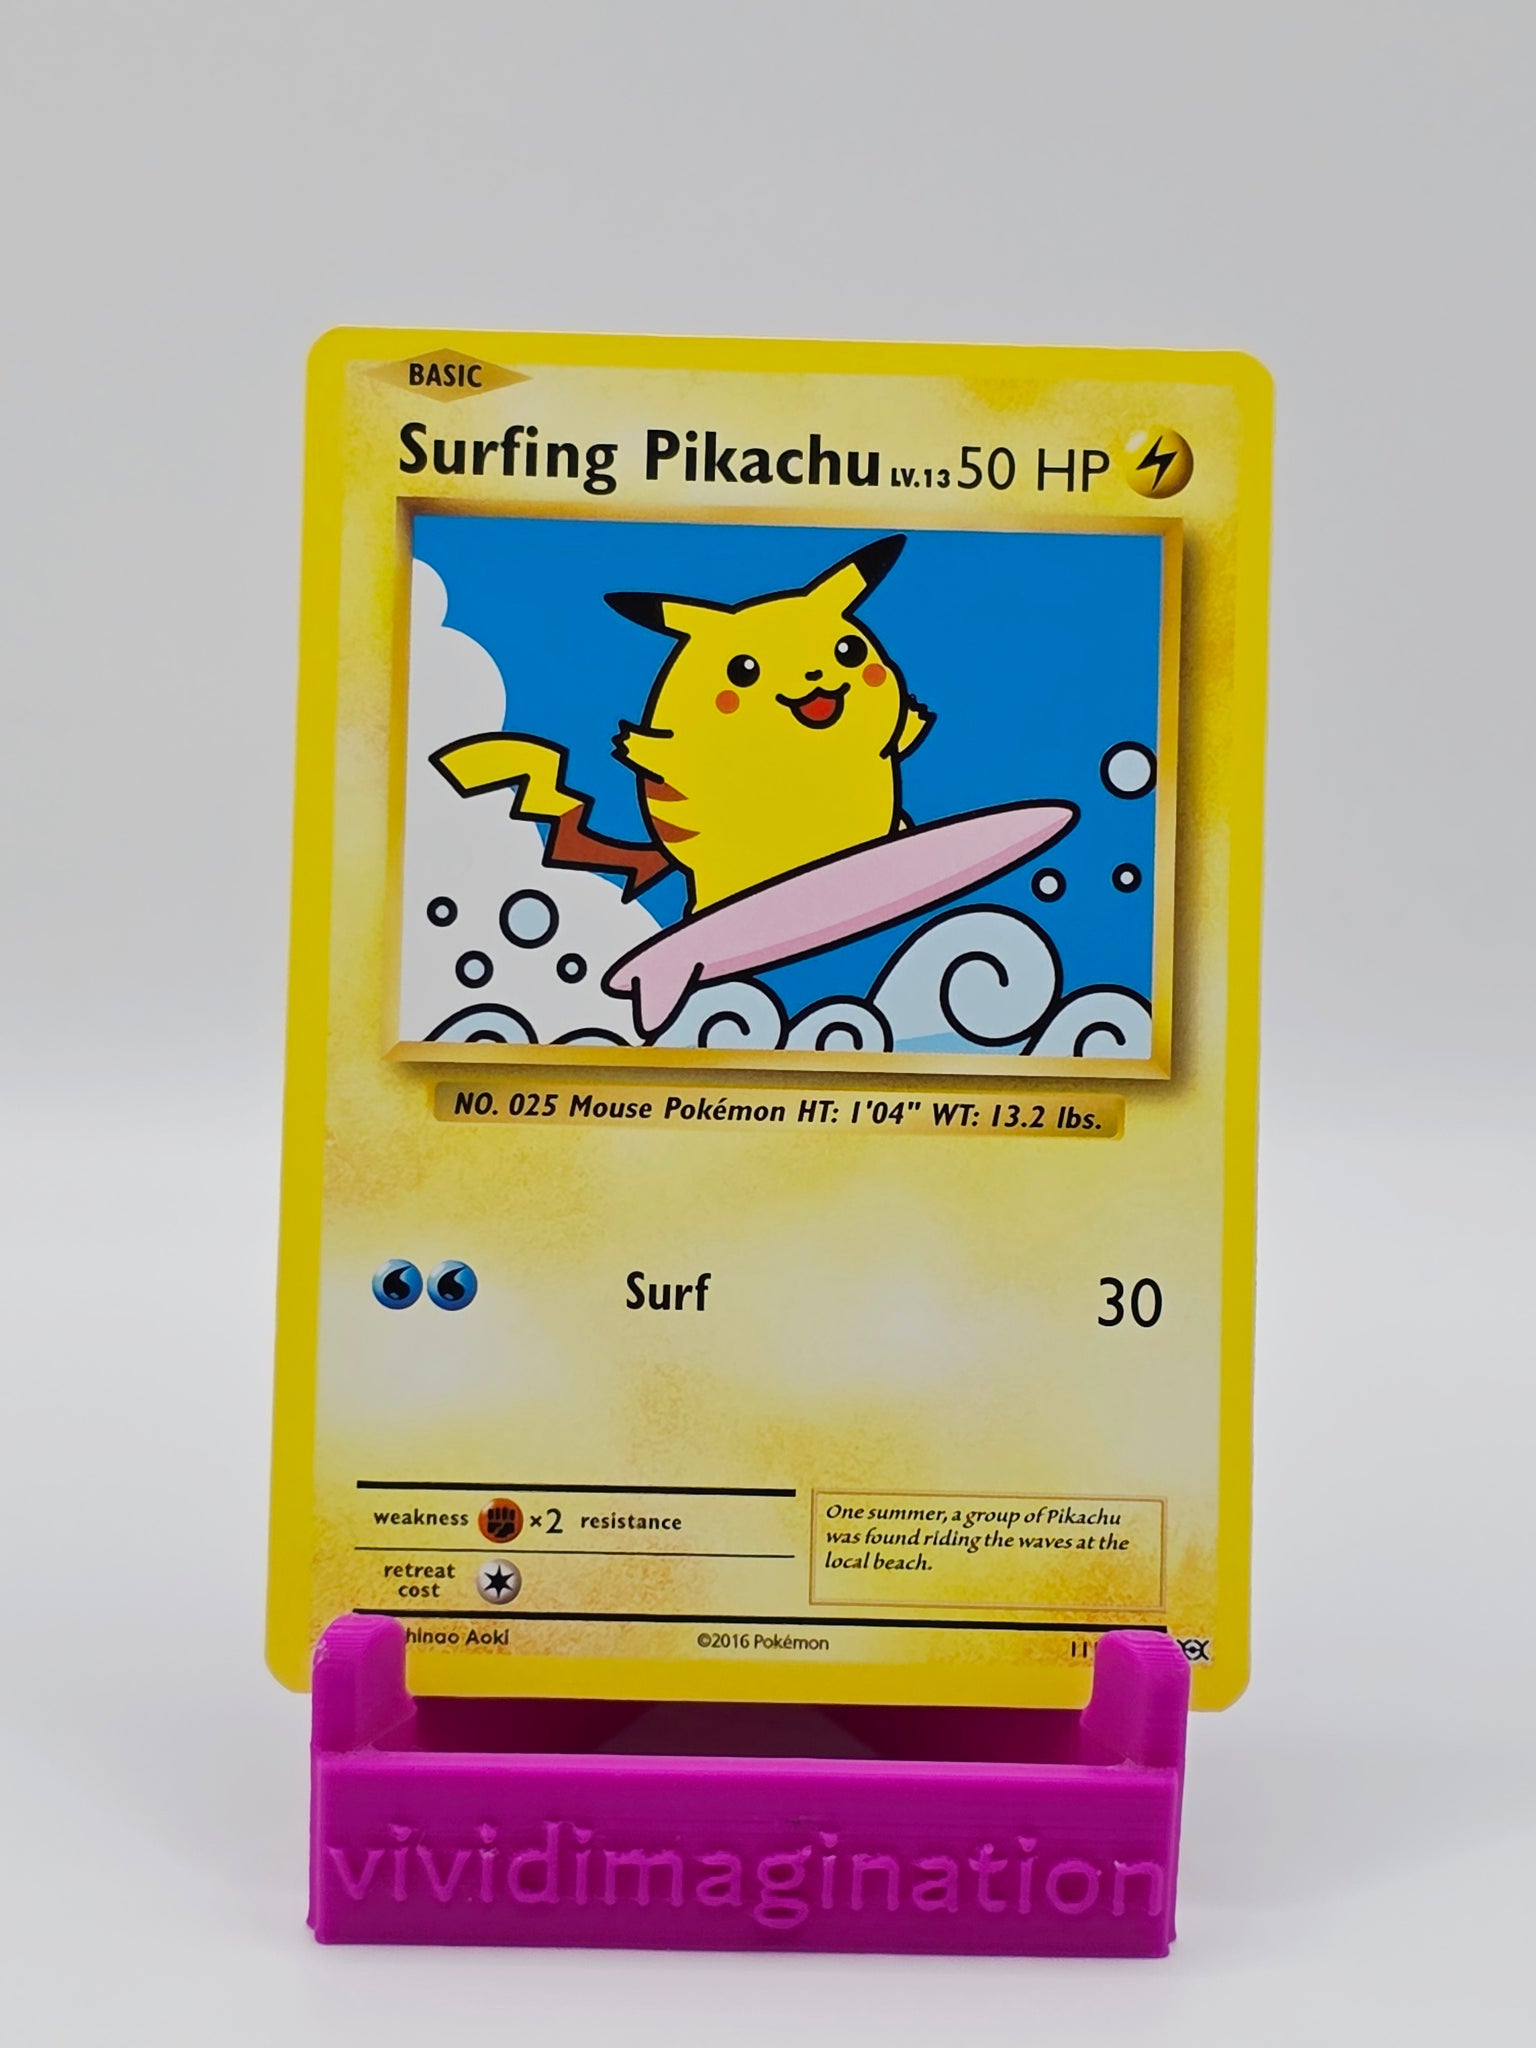 BASIC
Surfing Pikachu LV.13 50 HP
NO. 025 Mouse Pokémon HT: 1'04" WT: 13.2 lbs.
Surf 30
weakness ×2 resistance
retreat
cost
One summer, a group of Pikachu
was found riding the waves at the
local beach.
Aoki ©2016 Pokémon
vividimagination